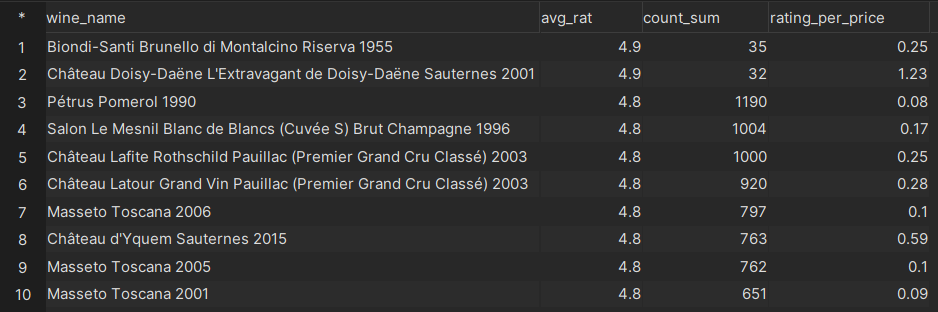 * wine_name avg_rat count_sum rating_per_price
1 Biondi-Santi Brunello di Montalcino Riserva 1955 4.9 35 0.25
2 Château Doisy-Daëne L'Extravagant de Doisy-Daëne Sauternes 2001 4.9 32 1.23
3 Pétrus Pomerol 1990 4.8 1190 0.08
4 Salon Le Mesnil Blanc de Blancs (Cuvée S) Brut Champagne 1996 4.8 1004 0.17
5 Château Lafite Rothschild Pauillac (Premier Grand Cru Classé) 2003 4.8 1000 0.25
6 Château Latour Grand Vin Pauillac (Premier Grand Cru Classé) 2003 4.8 920 0.28
7 Masseto Toscana 2006 4.8 797 0.1
8 Château d'Yquem Sauternes 2015 4.8 763 0.59
9 Masseto Toscana 2005 4.8 762 0.1
10 Masseto Toscana 2001 4.8 651 0.09